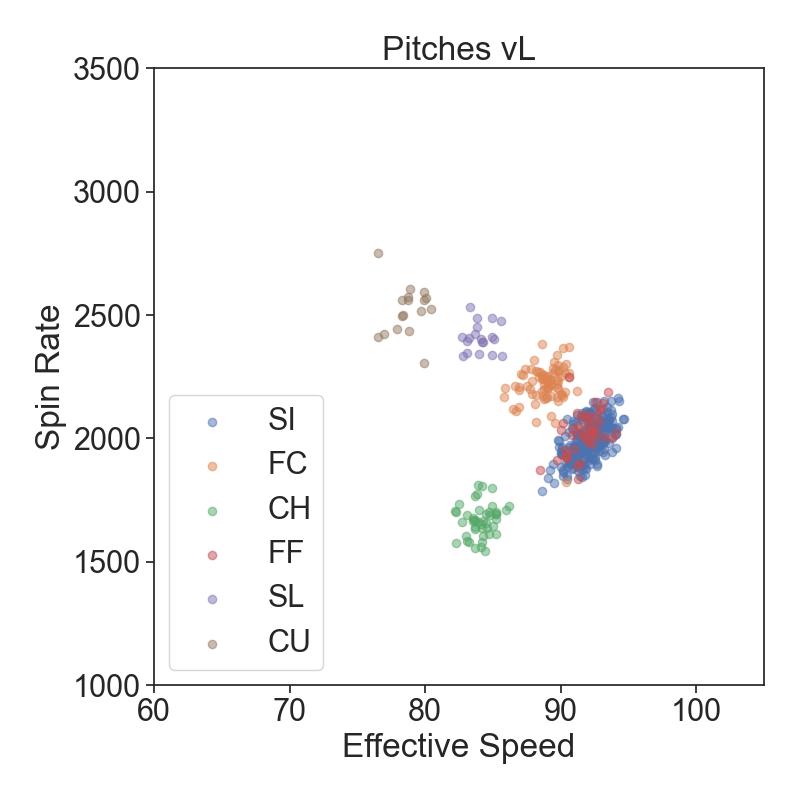 Pitches vL
3500
3000
2500
2000
1500
1000
Spin Rate
SI
FC
CH
FF
SL
CU
60 70 80 90 100
Effective Speed